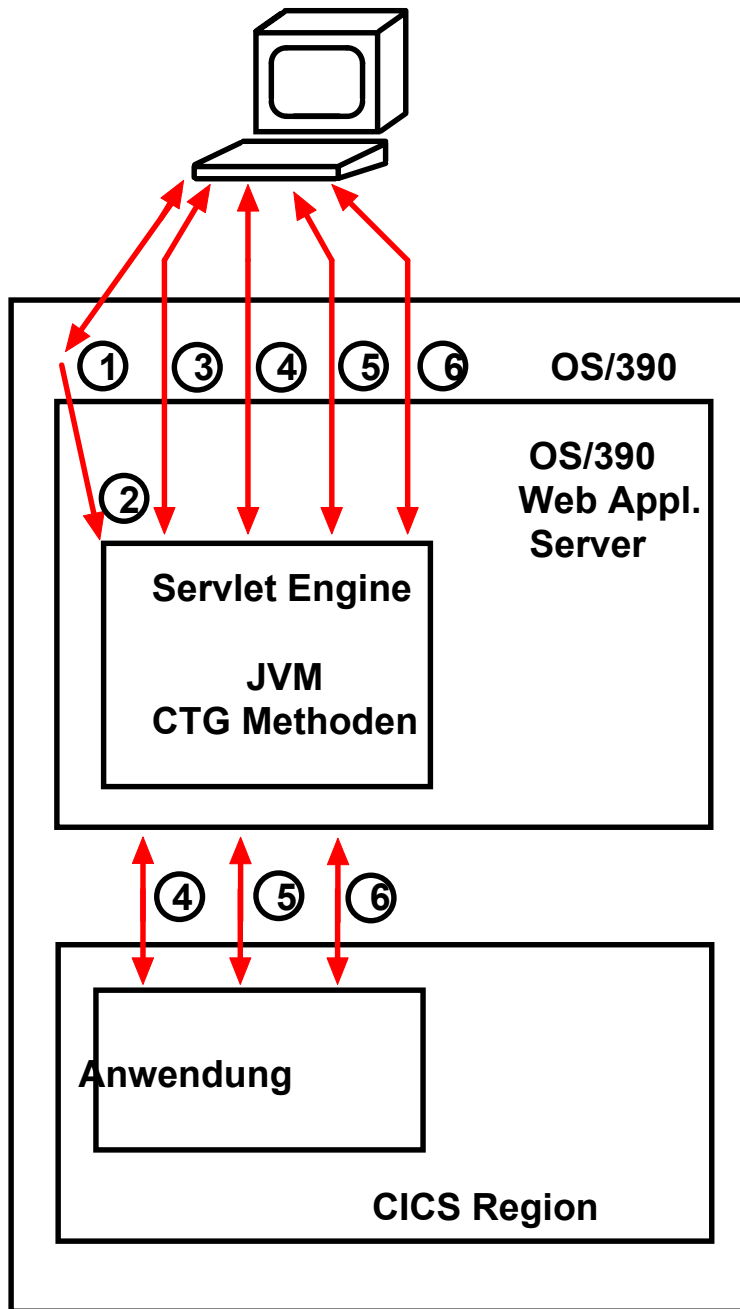 1 3 4 5 6 OS/390
OS/390
Web Appl.
Server
2
Servlet Engine
JVM
CTG Methoden
4 5 6
Anwendung
CICS Region